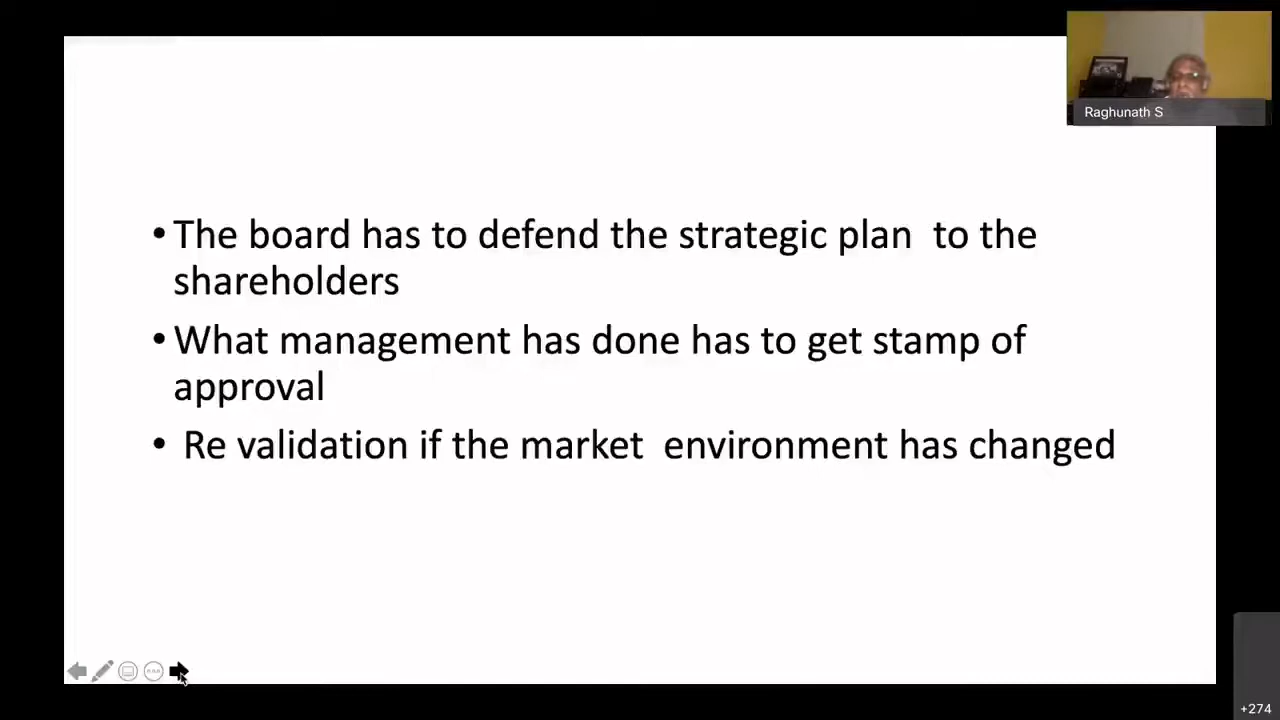 Raghunath S
• The board has to defend the strategic plan  to the
shareholders
• What management has done has to get stamp of
approval
•  Re validation if the market  environment has changed
+274